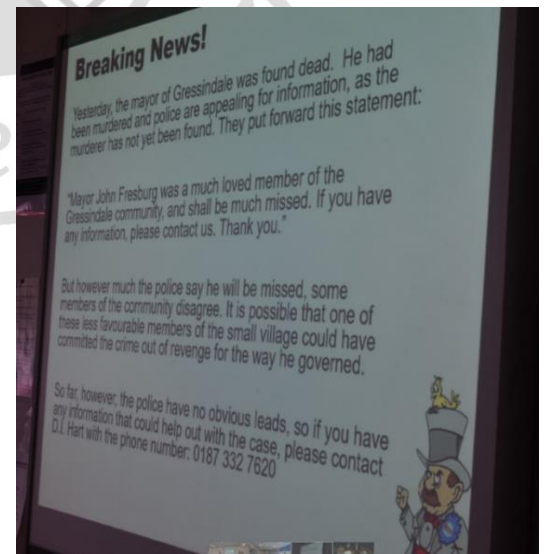 Breaking News!
Yesterday, the mayor of Gressindale was found dead. He had
been murdered and police are appealing for information, as the
murderer has not yet been found. They put forward this statement:
"Mayor John Fresburg was a much loved member of the
Gressindale community, and shall be much missed. If you have
any information, please contact us. Thank you."
But however much the police say he will be missed, some
members of the community disagree. It is possible that one of
these less favourable members of the small village could have
committed the crime out of revenge for the way he governed.
So far, however, the police have no obvious leads, so if you have
any information that could help out with the case, please contact
D.I. Hart with the phone number: 0187 332 7620